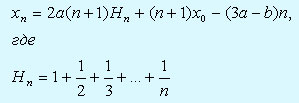 xₙ = 2a(n+1)Hₙ + (n+1)x₀ − (3a−b)n,
где
Hₙ = 1 + 1/2 + 1/3 + ... + 1/n